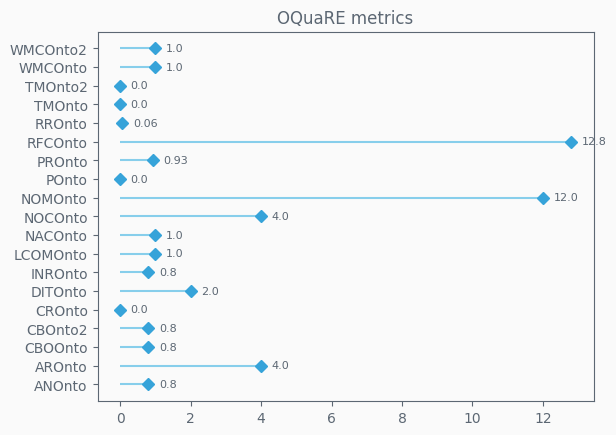 OQuaRE metrics
WMCOnto2 1.0
WMCOnto 1.0
TMOnto2 0.0
TMOnto 0.0
RROnto 0.06
RFCOnto 12.8
PROnto 0.93
POnto 0.0
NOMOnto 12.0
NOCOnto 4.0
NACOnto 1.0
LCOMOnto 1.0
INROnto 0.8
DITOnto 2.0
CROnto 0.0
CBOnto2 0.8
CBOOnto 0.8
AROnto 4.0
ANOnto 0.8
0 2 4 6 8 10 12